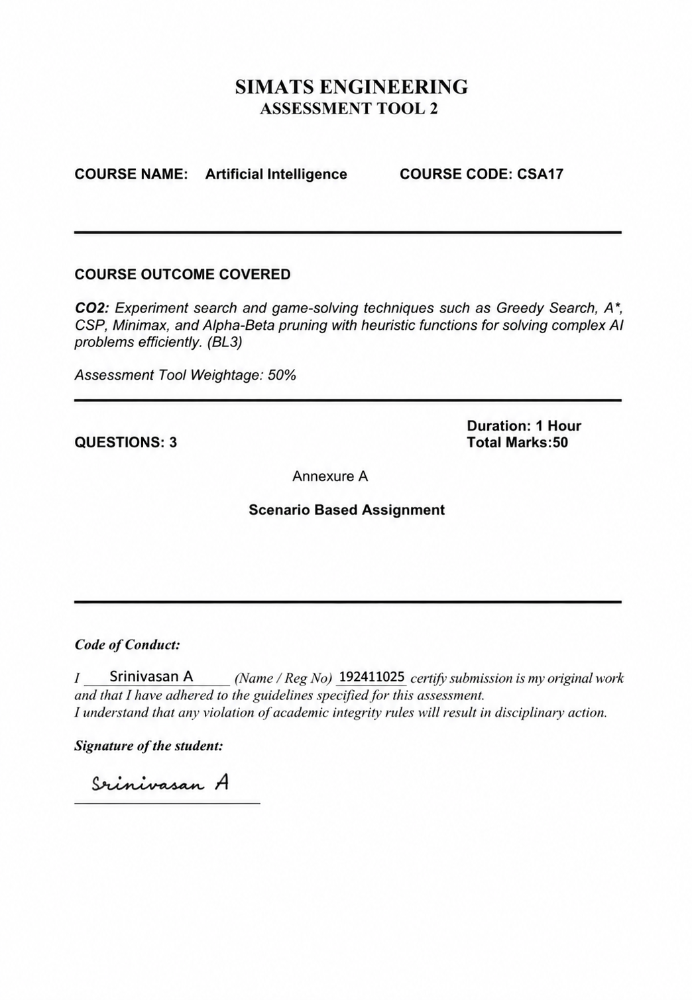 SIMATS ENGINEERING
ASSESSMENT TOOL 2
COURSE NAME: Artificial Intelligence COURSE CODE: CSA17
COURSE OUTCOME COVERED
CO2: Experiment search and game-solving techniques such as Greedy Search, A*,
CSP, Minimax, and Alpha-Beta pruning with heuristic functions for solving complex AI
problems efficiently. (BL3)
Assessment Tool Weightage: 50%
Duration: 1 Hour
QUESTIONS: 3 Total Marks:50
Annexure A
Scenario Based Assignment
Code of Conduct:
I Srinivasan A (Name / Reg No) 192411025 certify submission is my original work
and that I have adhered to the guidelines specified for this assessment.
I understand that any violation of academic integrity rules will result in disciplinary action.
Signature of the student:
Srinivasan A